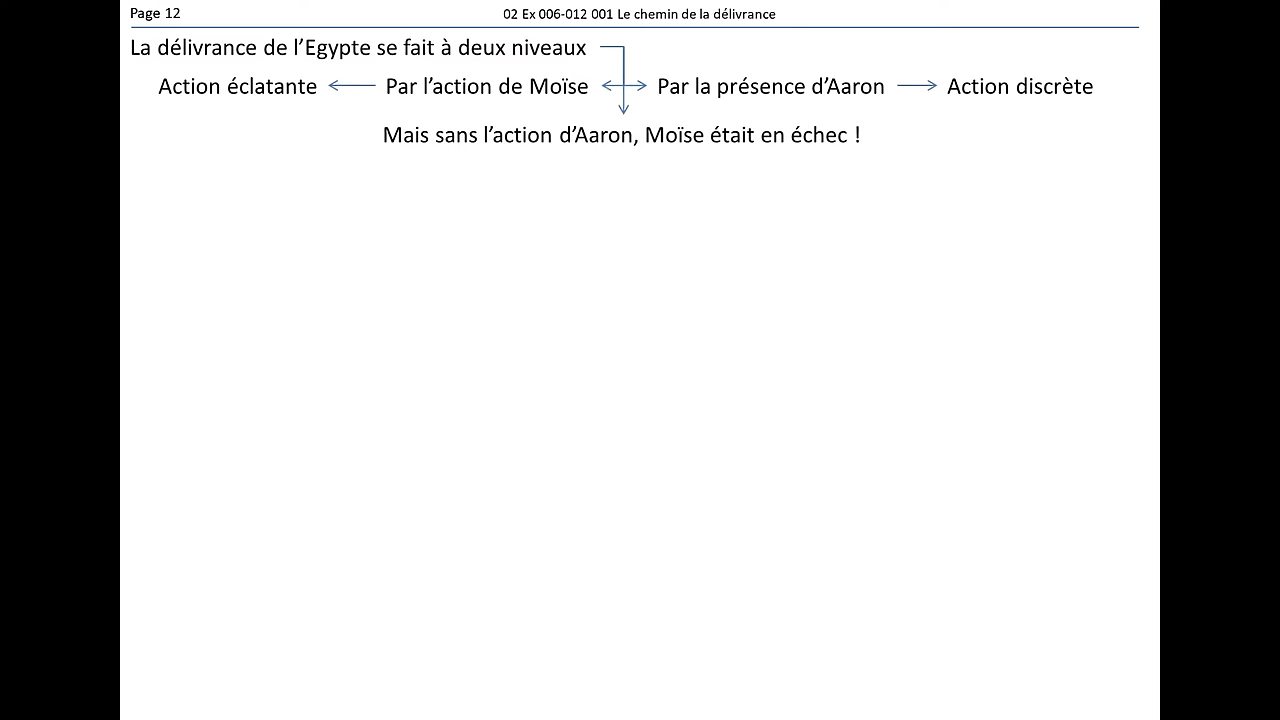 Page 12 02 Ex 006-012 001 Le chemin de la délivrance
La délivrance de l’Egypte se fait à deux niveaux
Action éclatante Par l’action de Moïse Par la présence d’Aaron Action discrète
Mais sans l’action d’Aaron, Moïse était en échec !